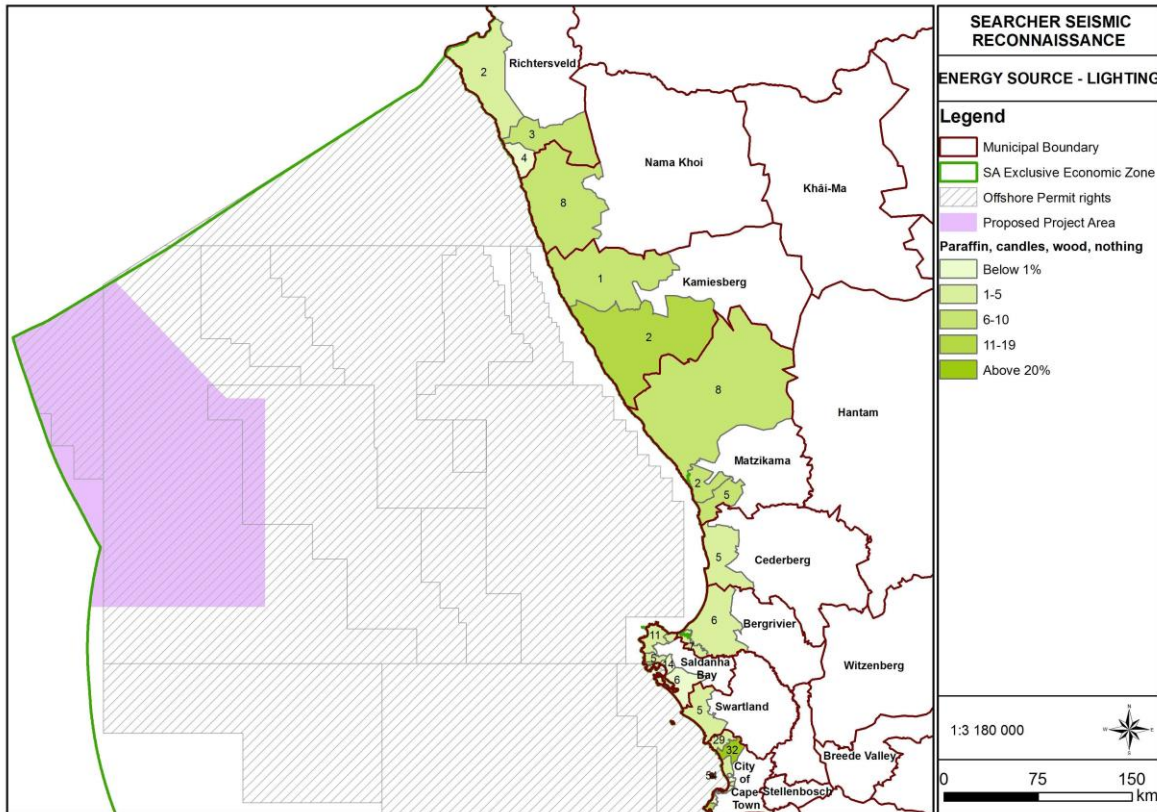 SEARCHER SEISMIC
RECONNAISSANCE
ENERGY SOURCE - LIGHTING
Legend
Municipal Boundary
SA Exclusive Economic Zone
Offshore Permit rights
Proposed Project Area
Paraffin, candles, wood, nothing
Below 1%
1-5
6-10
11-19
Above 20%
1:3 180 000
N
W
E
S
0 75 150
km
Richtersveld
2
3
4
Nama Khoi
Khâi-Ma
8
1
Kamiesberg
2
8
Hantam
Matzikama
2
5
5
Cederberg
6
Bergrivier
11
5
14
Saldanha
Bay
Witzenberg
6
5
Swartland
29
32
Breede Valley
City
of
Cape
Town
Stellenbosch